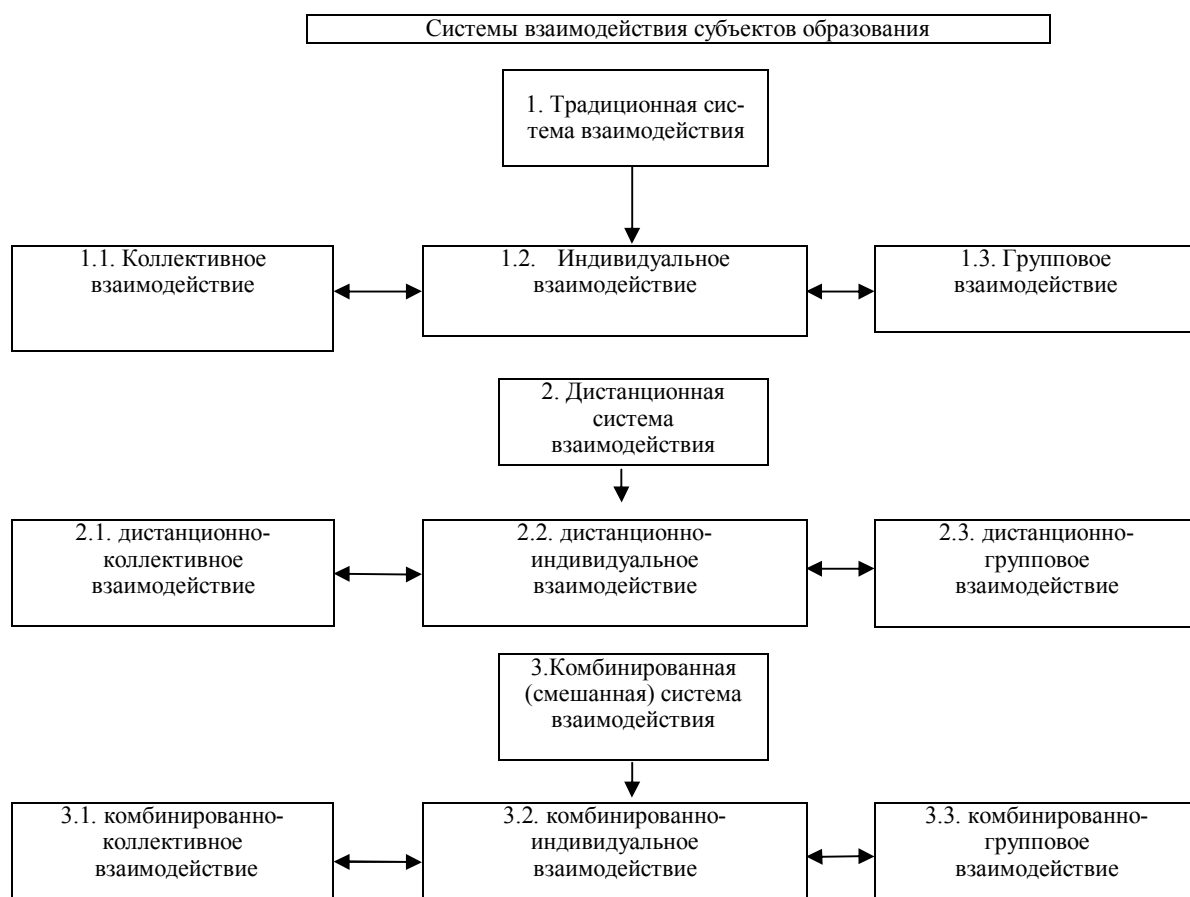 Системы взаимодействия субъектов образования
1. Традиционная сис-
тема взаимодействия
1.1. Коллективное
взаимодействие
1.2. Индивидуальное
взаимодействие
1.3. Групповое
взаимодействие
2. Дистанционная
система
взаимодействия
2.1. дистанционно-
коллективное
взаимодействие
2.2. дистанционно-
индивидуальное
взаимодействие
2.3. дистанционно-
групповое
взаимодействие
3.Комбинированная
(смешанная) система
взаимодействия
3.1. комбинированно-
коллективное
взаимодействие
3.2. комбинированно-
индивидуальное
взаимодействие
3.3. комбинированно-
групповое
взаимодействие